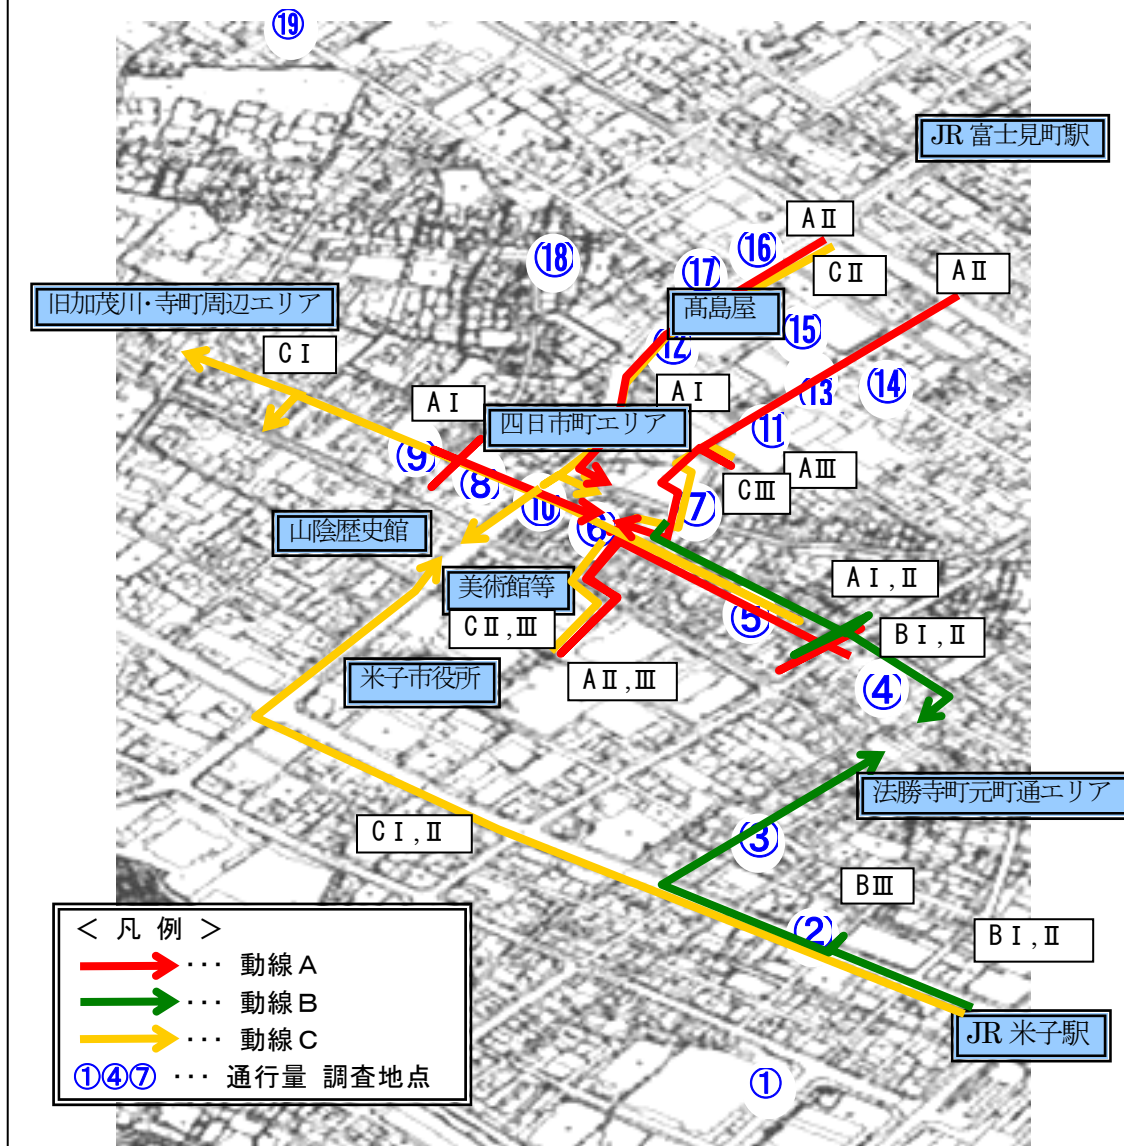 ⑲
JR 富士見町駅
AⅡ
⑯
⑱
⑰
CⅡ
AⅡ
旧加茂川・寺町周辺エリア
髙島屋
⑮
⑫
CⅠ
⑭
⑬
AⅠ
AⅠ
四日市町エリア
⑪
⑨
⑧
AⅢ
CⅢ
⑩
⑦
⑥
山陰歴史館
美術館等
AⅠ,Ⅱ
CⅡ,Ⅲ
⑤
BⅠ,Ⅱ
米子市役所
AⅡ,Ⅲ
④
法勝寺町元町通エリア
CⅠ,Ⅱ
③
BⅢ
②
BⅠ,Ⅱ
JR 米子駅
①
＜ 凡 例 ＞
… 動線A
… 動線B
… 動線C
①④⑦ … 通行量 調査地点